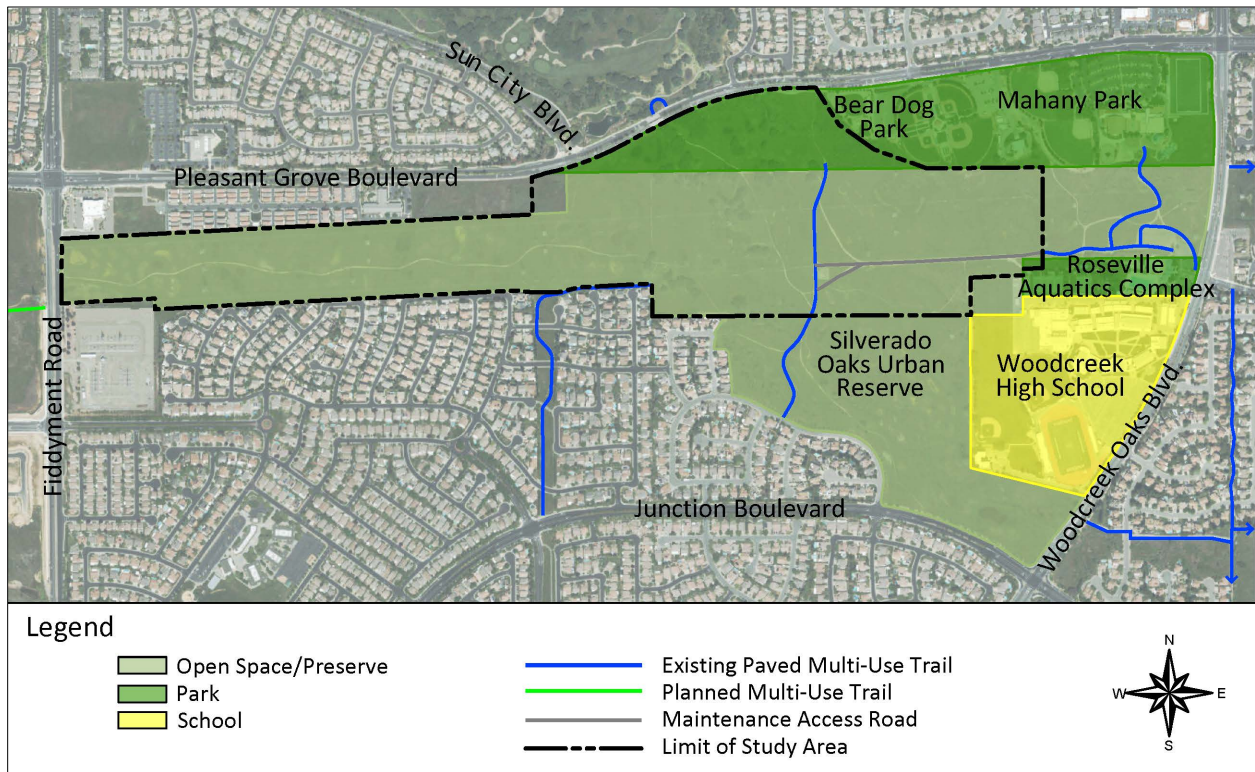 Sun City Blvd.
Bear Dog
Park
Mahany Park
Pleasant Grove Boulevard
Roseville
Aquatics Complex
Silverado
Oaks Urban
Reserve
Woodcreek
High School
Fiddyment Road
Junction Boulevard
Woodcreek Oaks Blvd.
Legend
Open Space/Preserve
Park
School
Existing Paved Multi-Use Trail
Planned Multi-Use Trail
Maintenance Access Road
Limit of Study Area
N
W
E
S